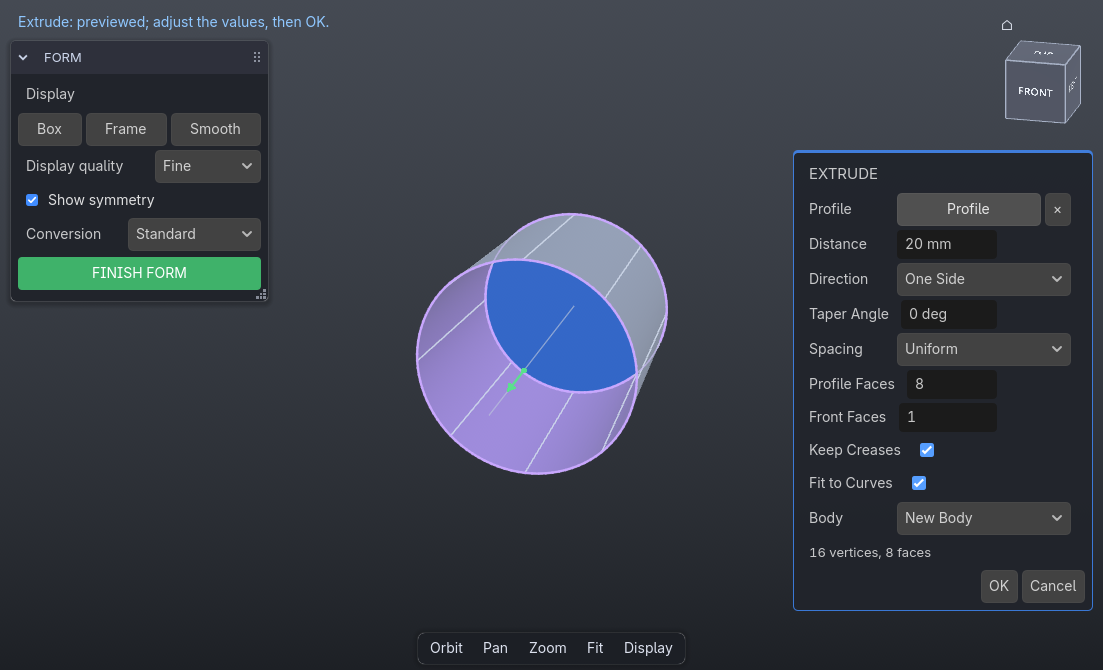 Extrude: previewed; adjust the values, then OK.
FORM
Display
Box Frame Smooth
Display quality Fine
Show symmetry
Conversion Standard
FINISH FORM
FRONT
EXTRUDE
Profile Profile ×
Distance 20 mm
Direction One Side
Taper Angle 0 deg
Spacing Uniform
Profile Faces 8
Front Faces 1
Keep Creases
Fit to Curves
Body New Body
16 vertices, 8 faces
OK Cancel
Orbit Pan Zoom Fit Display